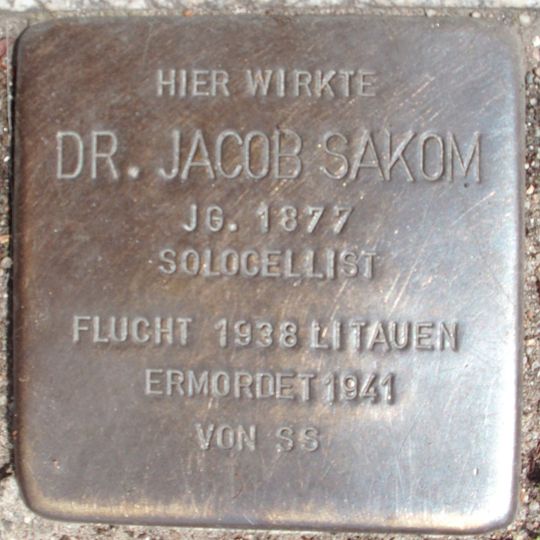 HIER WIRKTE
DR. JACOB SAKOM
JG. 1877
SOLOCELLIST
FLUCHT 1938 LITAUEN
ERMORDET 1941
VON SS